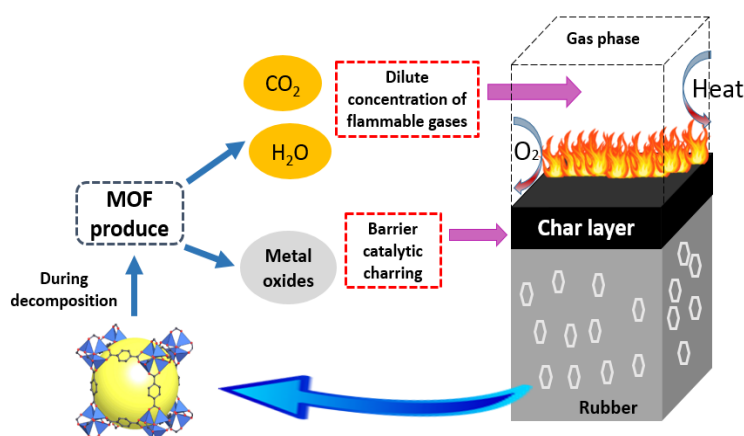 Gas phase
CO₂
Dilute
concentration of
flammable gases
Heat
H₂O
O₂
MOF
produce
Barrier
catalytic
charring
Char layer
Metal
oxides
During
decomposition
Rubber